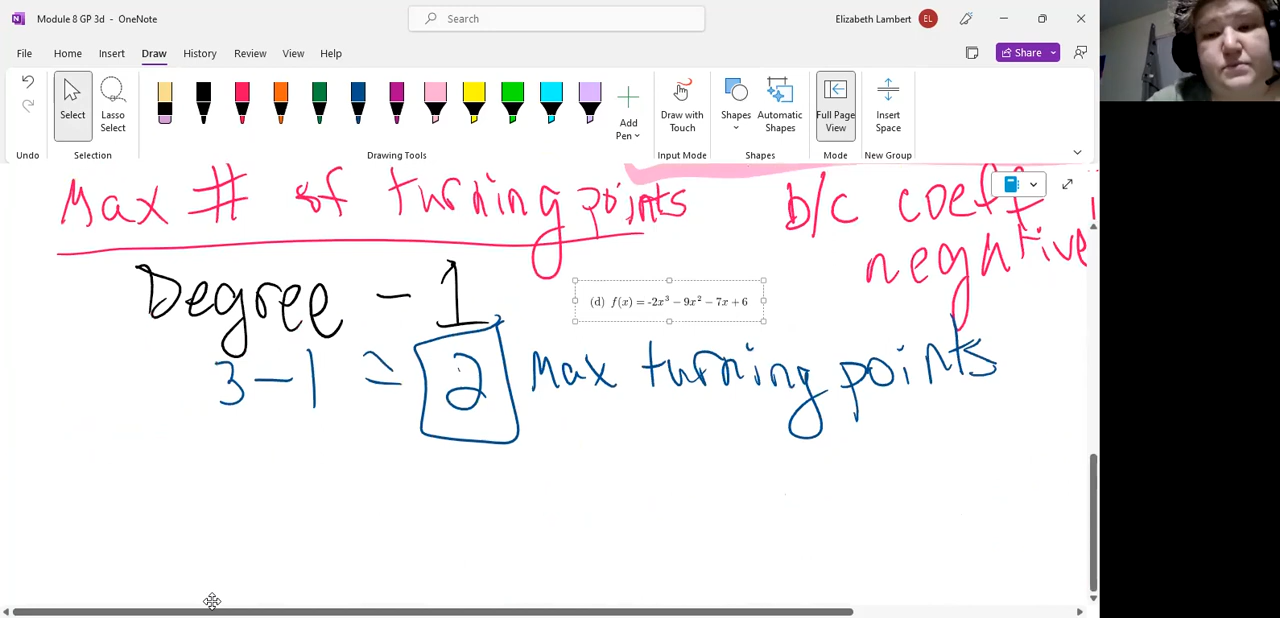 Module 8 GP 3d - OneNote
Search
Elizabeth Lambert
EL
File Home Insert Draw History Review View Help
Share
Undo
Select
Lasso Select
Add Pen
Draw with Touch
Shapes
Automatic Shapes
Full Page View
Insert Space
Undo Selection Drawing Tools Input Mode Shapes Mode New Group
Max # of turning points
b/c coeff
negative
Degree - 1
(d) f(x) = -2x³ − 9x² − 7x + 6
3 - 1 = 2 Max turning points